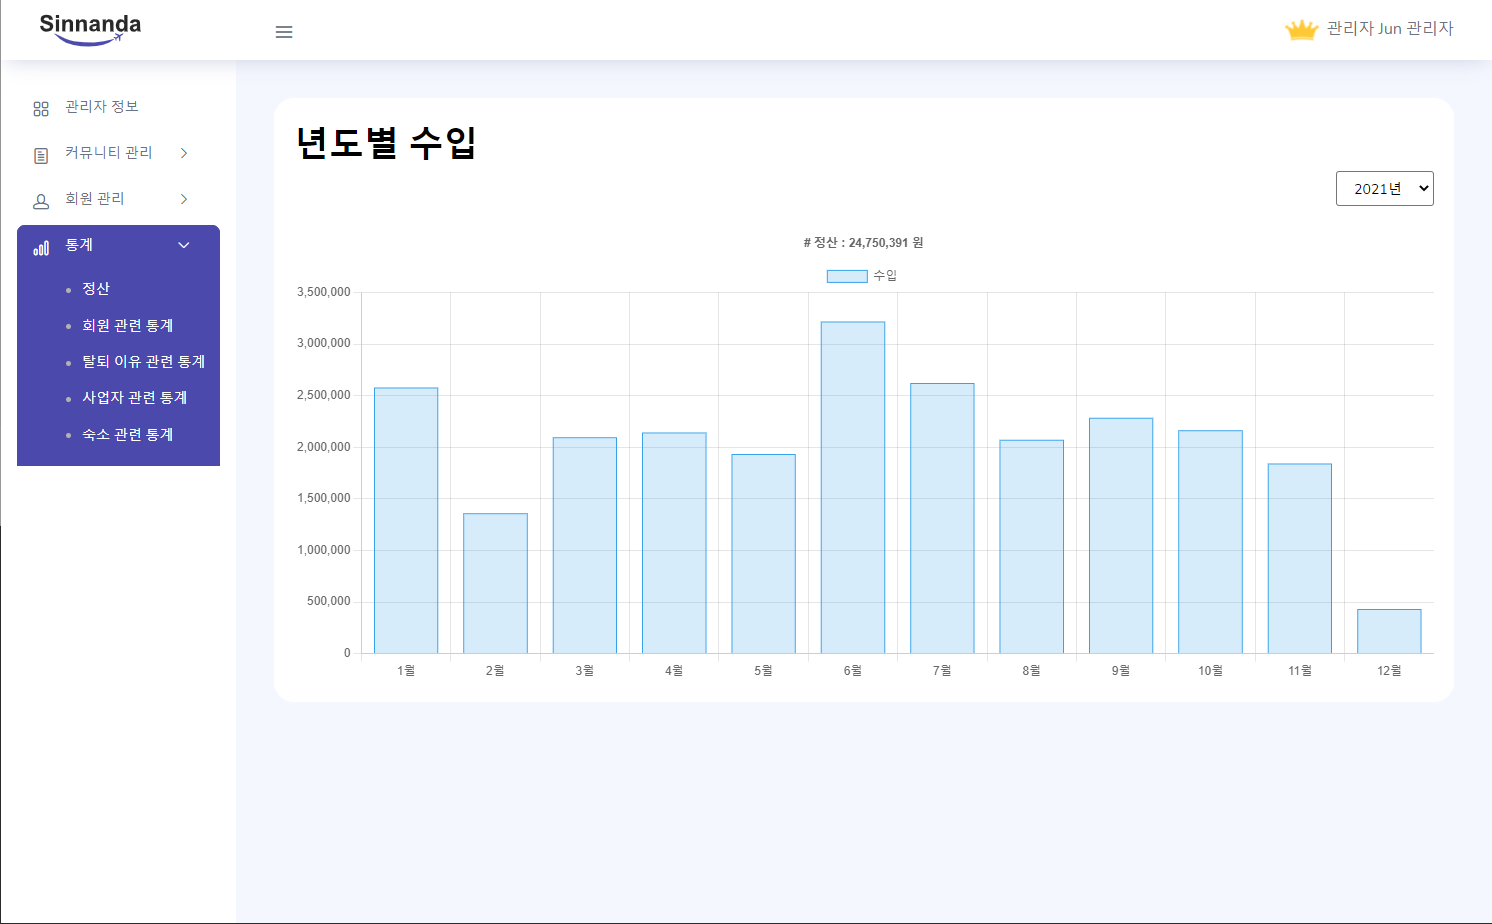 Sinnanda
관리자 Jun 관리자
관리자 정보
커뮤니티 관리
회원 관리
통계
정산
회원 관련 통계
탈퇴 이유 관련 통계
사업자 관련 통계
숙소 관련 통계
년도별 수입
2021년
# 정산 : 24,750,391 원
수입
3,500,000
3,000,000
2,500,000
2,000,000
1,500,000
1,000,000
500,000
0
1월 2월 3월 4월 5월 6월 7월 8월 9월 10월 11월 12월